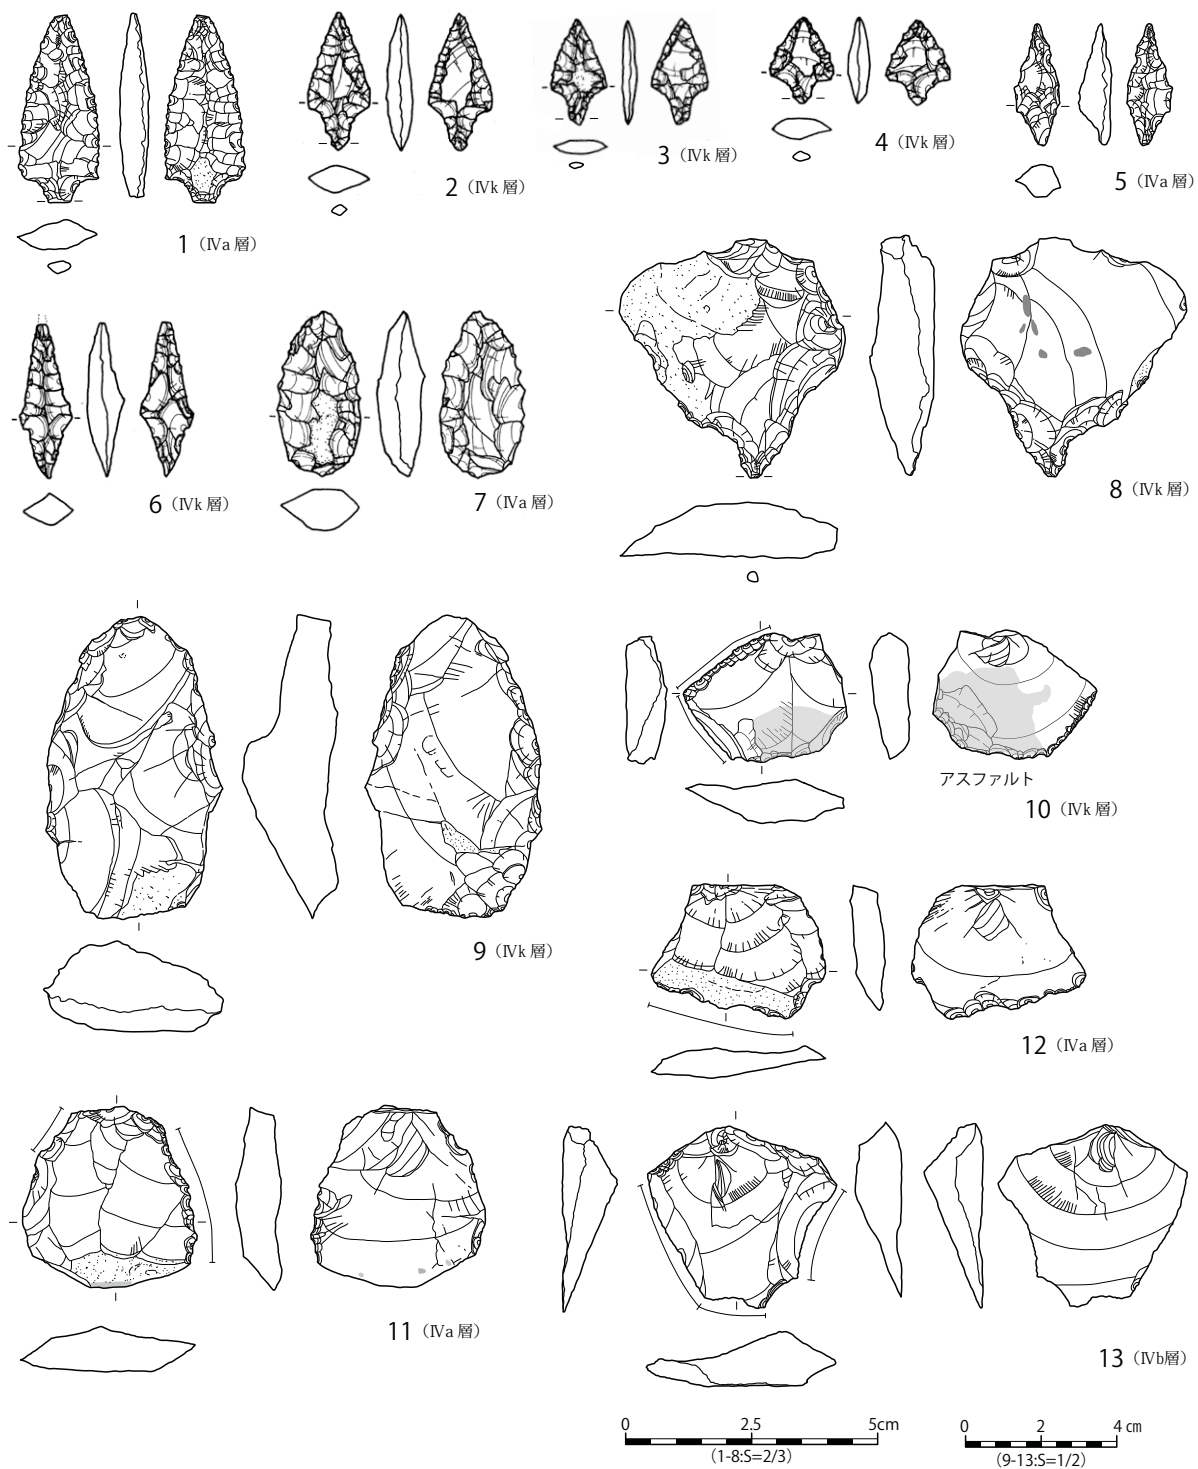 1（Ⅳa 層）
2（Ⅳk 層）
3（Ⅳk 層）
4（Ⅳk 層）
5（Ⅳa 層）
6（Ⅳk 層）
7（Ⅳa 層）
8（Ⅳk 層）
9（Ⅳk 層）
アスファルト
10（Ⅳk 層）
11（Ⅳa 層）
12（Ⅳa 層）
13（Ⅳb層）
0 2.5 5cm
(1-8:S=2/3)
0 2 4 cm
(9-13:S=1/2)